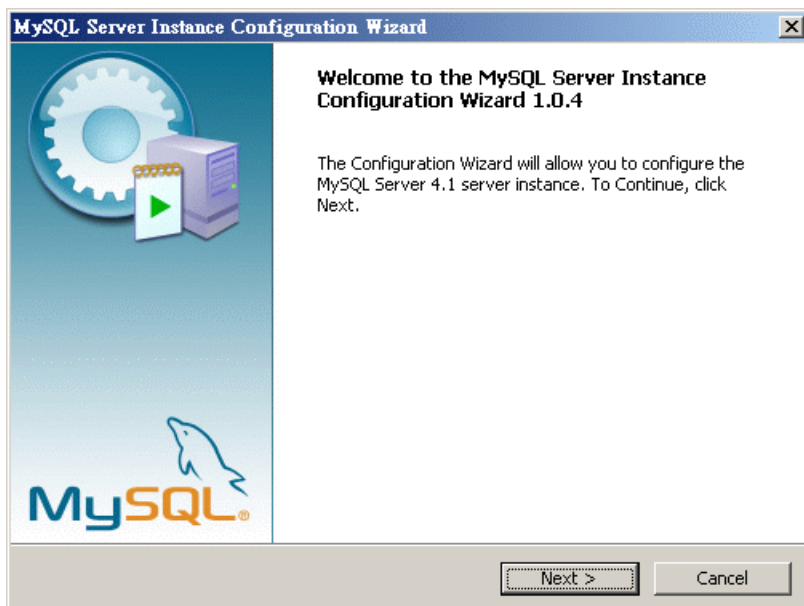 MySQL Server Instance Configuration Wizard
Welcome to the MySQL Server Instance
Configuration Wizard 1.0.4
The Configuration Wizard will allow you to configure the
MySQL Server 4.1 server instance. To Continue, click
Next.
MySQL®
Next >
Cancel